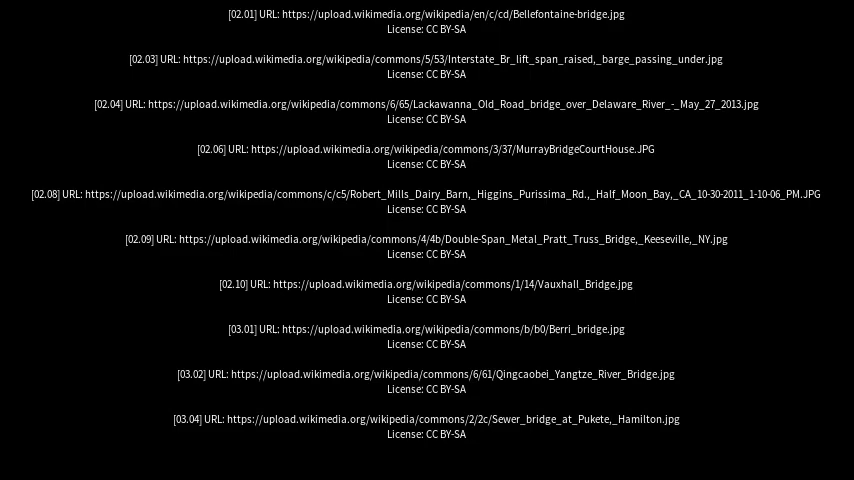 [02.01] URL: https://upload.wikimedia.org/wikipedia/en/c/cd/Bellefontaine-bridge.jpg
License: CC BY-SA
[02.03] URL: https://upload.wikimedia.org/wikipedia/commons/5/53/Interstate_Br_lift_span_raised,_barge_passing_under.jpg
License: CC BY-SA
[02.04] URL: https://upload.wikimedia.org/wikipedia/commons/6/65/Lackawanna_Old_Road_bridge_over_Delaware_River_-_May_27_2013.jpg
License: CC BY-SA
[02.06] URL: https://upload.wikimedia.org/wikipedia/commons/3/37/MurrayBridgeCourtHouse.JPG
License: CC BY-SA
[02.08] URL: https://upload.wikimedia.org/wikipedia/commons/c/c5/Robert_Mills_Dairy_Barn,_Higgins_Purissima_Rd.,_Half_Moon_Bay,_CA_10-30-2011_1-10-06_PM.JPG
License: CC BY-SA
[02.09] URL: https://upload.wikimedia.org/wikipedia/commons/4/4b/Double-Span_Metal_Pratt_Truss_Bridge,_Keeseville,_NY.jpg
License: CC BY-SA
[02.10] URL: https://upload.wikimedia.org/wikipedia/commons/1/14/Vauxhall_Bridge.jpg
License: CC BY-SA
[03.01] URL: https://upload.wikimedia.org/wikipedia/commons/b/b0/Berri_bridge.jpg
License: CC BY-SA
[03.02] URL: https://upload.wikimedia.org/wikipedia/commons/6/61/Qingcaobei_Yangtze_River_Bridge.jpg
License: CC BY-SA
[03.04] URL: https://upload.wikimedia.org/wikipedia/commons/2/2c/Sewer_bridge_at_Pukete,_Hamilton.jpg
License: CC BY-SA